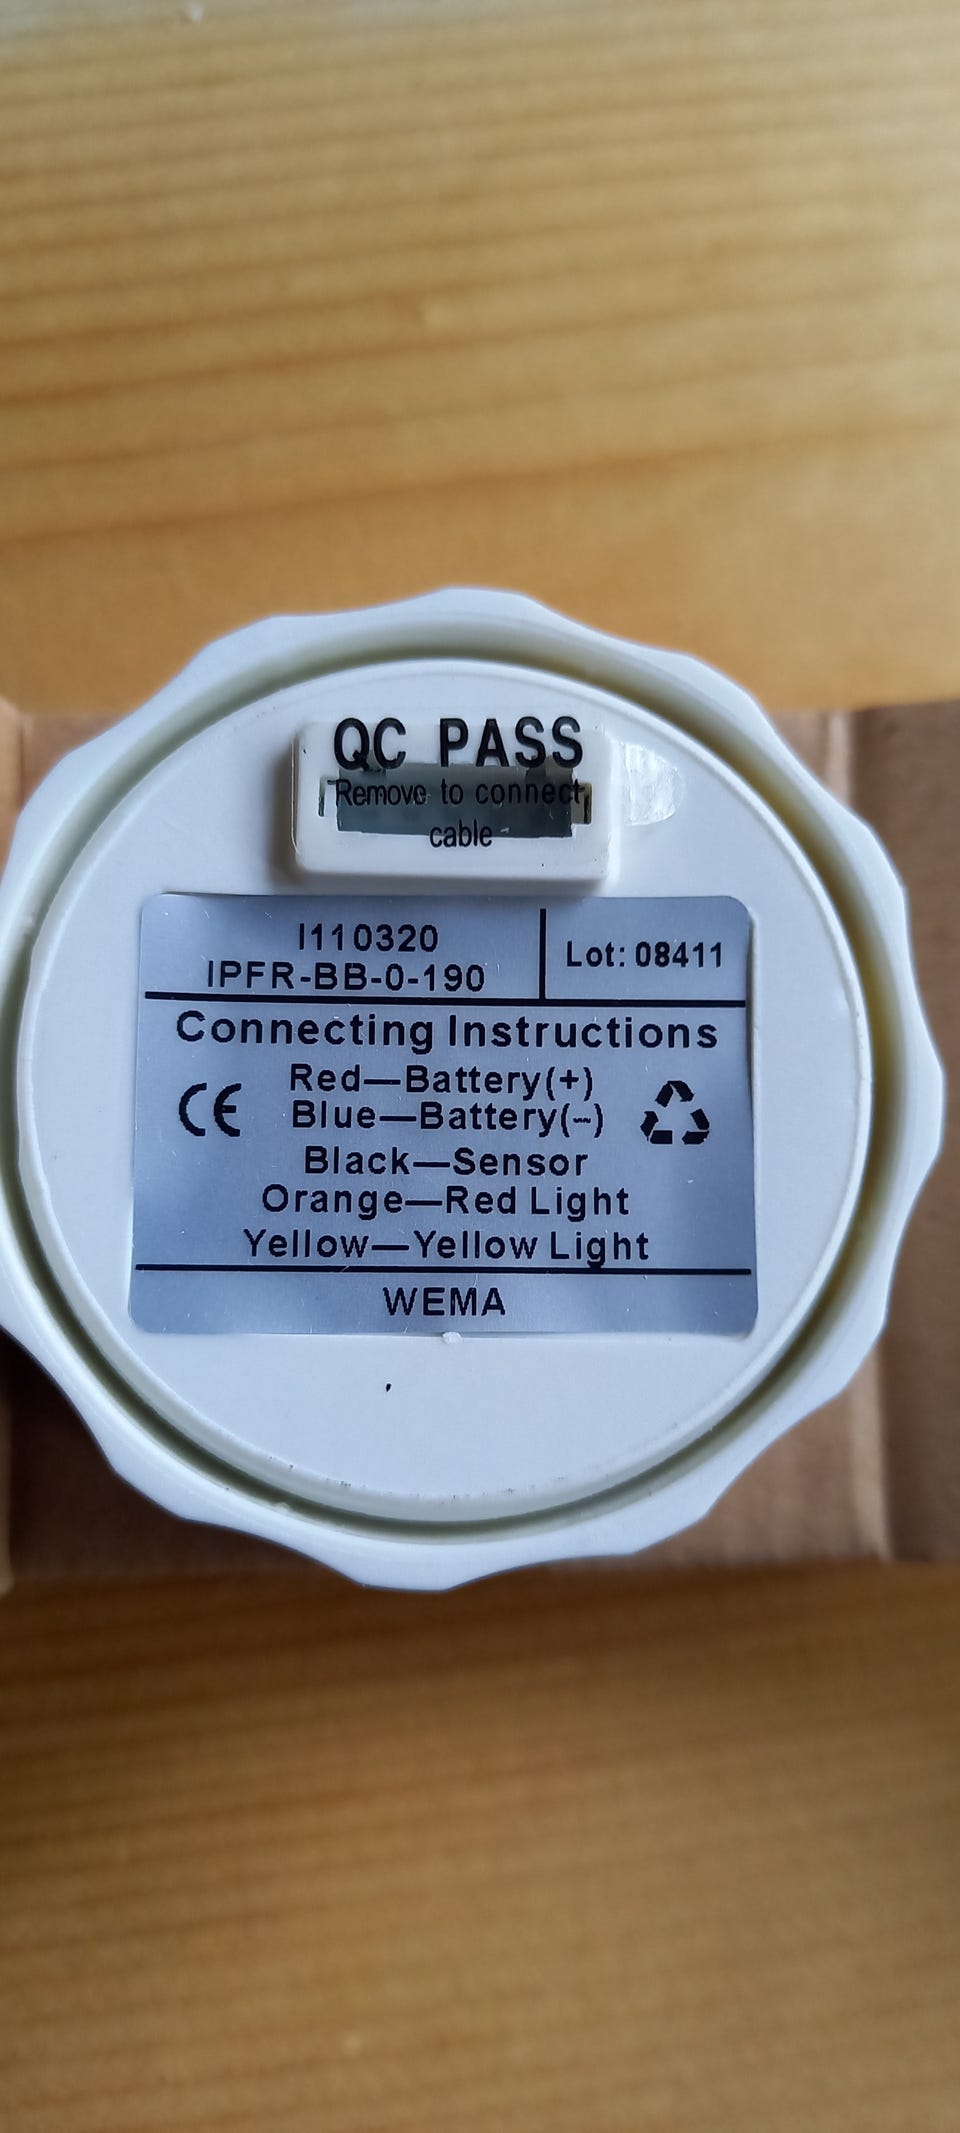 QC PASS
Remove to connect
cable
I110320
IPFR-BB-0-190
Lot: 08411
Connecting Instructions
Red—Battery(+)
CE
Blue—Battery(-)
Black—Sensor
Orange—Red Light
Yellow—Yellow Light
WEMA